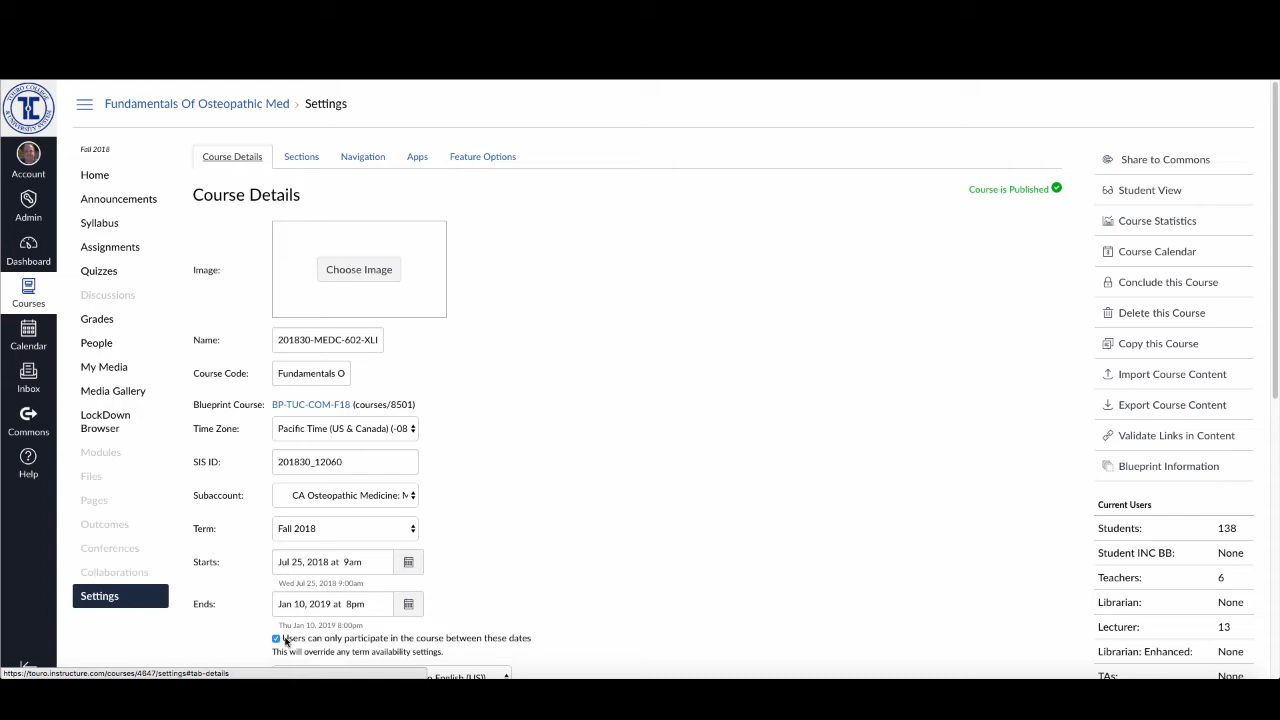 Fundamentals Of Osteopathic Med › Settings
Account
Admin
Dashboard
Courses
Calendar
Inbox
Commons
Help
Fall 2018
Home
Announcements
Syllabus
Assignments
Quizzes
Discussions
Grades
People
My Media
Media Gallery
LockDown
Browser
Modules
Files
Pages
Outcomes
Conferences
Collaborations
Settings
Course Details Sections Navigation Apps Feature Options
Course Details
Course is Published
Image: Choose Image
Name: 201830-MEDC-602-XLI
Course Code: Fundamentals O
Blueprint Course: BP-TUC-COM-F18 (courses/8501)
Time Zone: Pacific Time (US & Canada) (-08
SIS ID: 201830_12060
Subaccount: CA Osteopathic Medicine: M
Term: Fall 2018
Starts: Jul 25, 2018 at 9am
Wed Jul 25, 2018 9:00am
Ends: Jan 10, 2019 at 8pm
Thu Jan 10, 2019 8:00pm
Users can only participate in the course between these dates
This will override any term availability settings.
English (US))
Share to Commons
Student View
Course Statistics
Course Calendar
Conclude this Course
Delete this Course
Copy this Course
Import Course Content
Export Course Content
Validate Links in Content
Blueprint Information
Current Users
Students: 138
Student INC BB: None
Teachers: 6
Librarian: None
Lecturer: 13
Librarian: Enhanced: None
TAs: None
https://touro.instructure.com/courses/4647/settings#tab-details